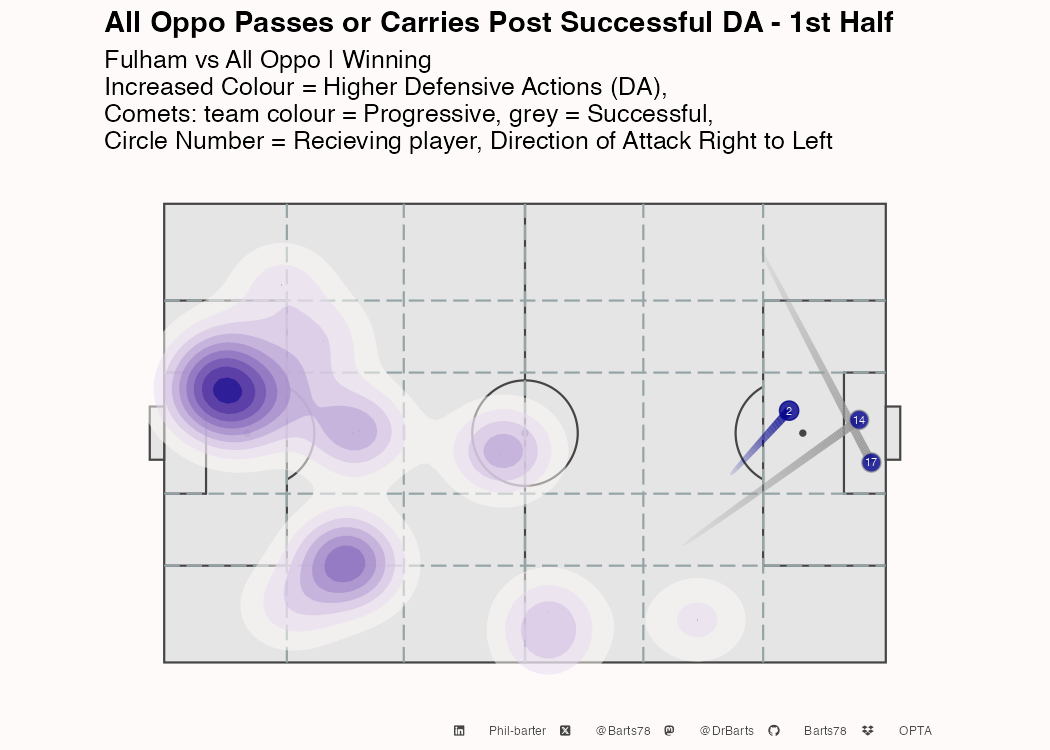 All Oppo Passes or Carries Post Successful DA - 1st Half
Fulham vs All Oppo | Winning
Increased Colour = Higher Defensive Actions (DA),
Comets: team colour = Progressive, grey = Successful,
Circle Number = Recieving player, Direction of Attack Right to Left
2
14
17
Phil-barter @Barts78 @DrBarts Barts78 OPTA